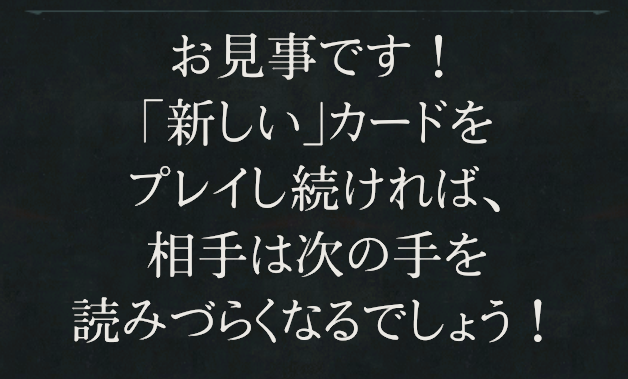 お見事です！
「新しい」カードを
プレイし続ければ、
相手は次の手を
読みづらくなるでしょう！